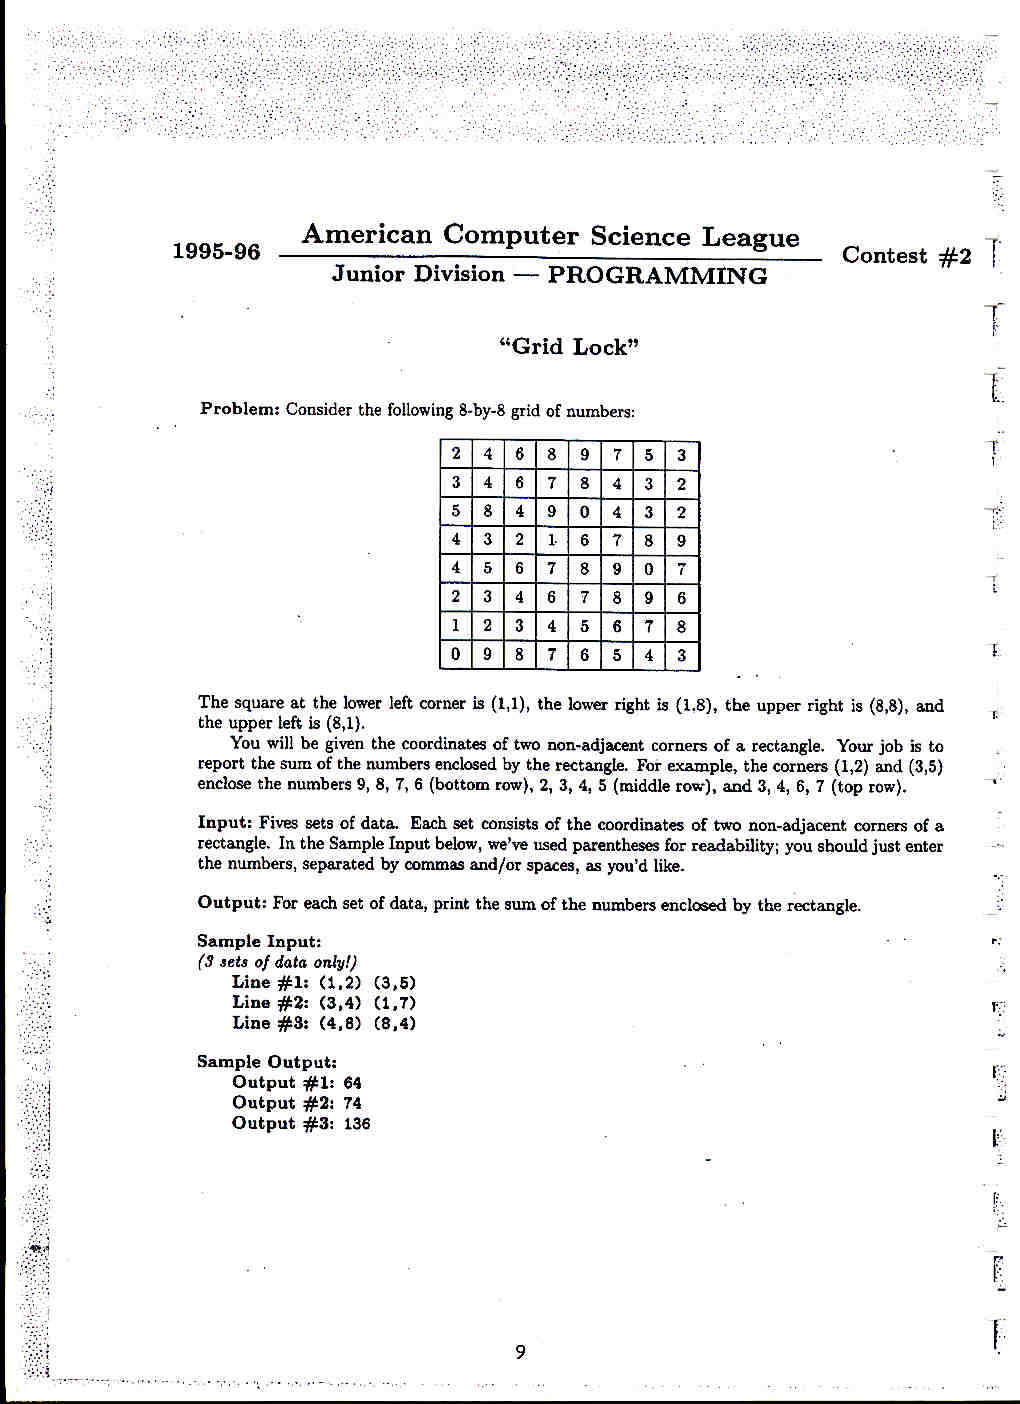 1995-96
American Computer Science League
Contest #2
Junior Division — PROGRAMMING
“Grid Lock”
Problem: Consider the following 8-by-8 grid of numbers:
2 4 6 8 9 7 5 3
3 4 6 7 8 4 3 2
5 8 4 9 0 4 3 2
4 3 2 1 6 7 8 9
4 5 6 7 8 9 0 7
2 3 4 6 7 8 9 6
1 2 3 4 5 6 7 8
0 9 8 7 6 5 4 3
The square at the lower left corner is (1,1), the lower right is (1.8), the upper right is (8,8), and
the upper left is (8,1).
You will be given the coordinates of two non-adjacent corners of a rectangle. Your job is to
report the sum of the numbers enclosed by the rectangle. For example, the corners (1,2) and (3,5)
enclose the numbers 9, 8, 7, 6 (bottom row), 2, 3, 4, 5 (middle row), and 3, 4, 6, 7 (top row).
Input: Fives sets of data. Each set consists of the coordinates of two non-adjacent corners of a
rectangle. In the Sample Input below, we’ve used parentheses for readability; you should just enter
the numbers, separated by commas and/or spaces, as you’d like.
Output: For each set of data, print the sum of the numbers enclosed by the rectangle.
Sample Input:
(3 sets of data only!)
Line #1: (1,2) (3,5)
Line #2: (3,4) (1,7)
Line #3: (4,8) (8,4)
Sample Output:
Output #1: 64
Output #2: 74
Output #3: 136
9